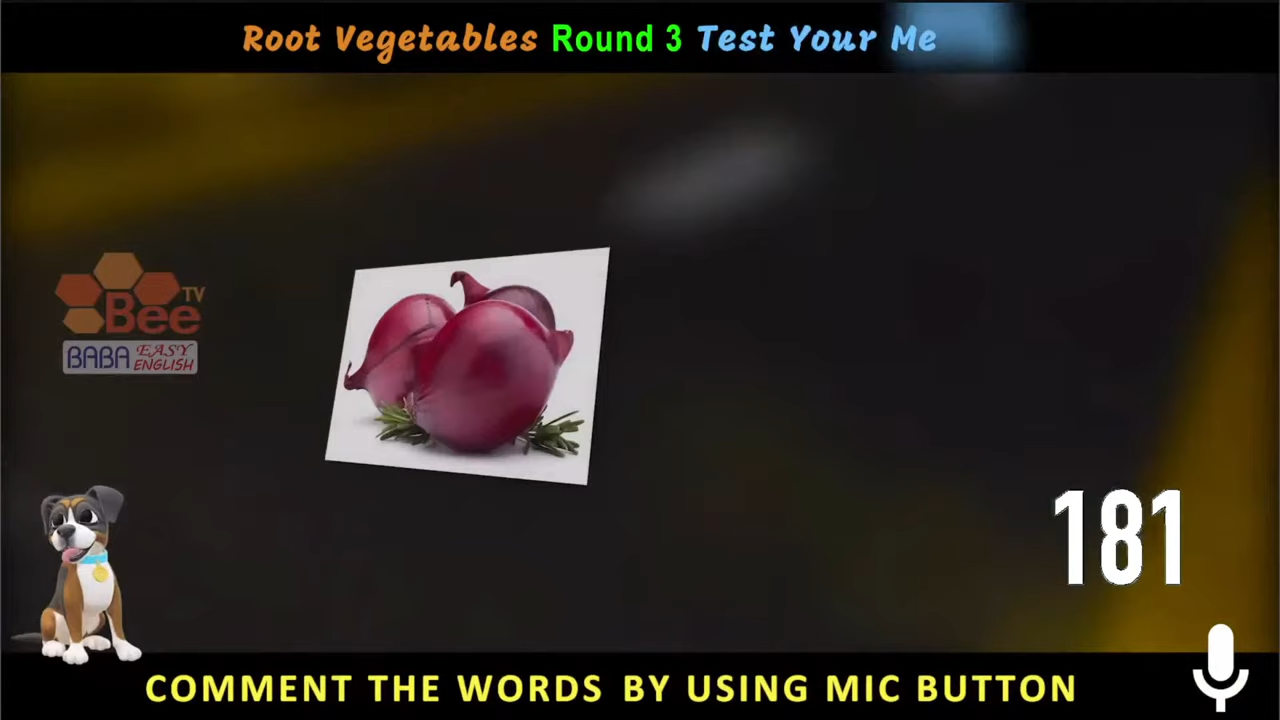 Root Vegetables Round 3 Test Your Me
Bee TV
BABA EASY ENGLISH
181
COMMENT THE WORDS BY USING MIC BUTTON